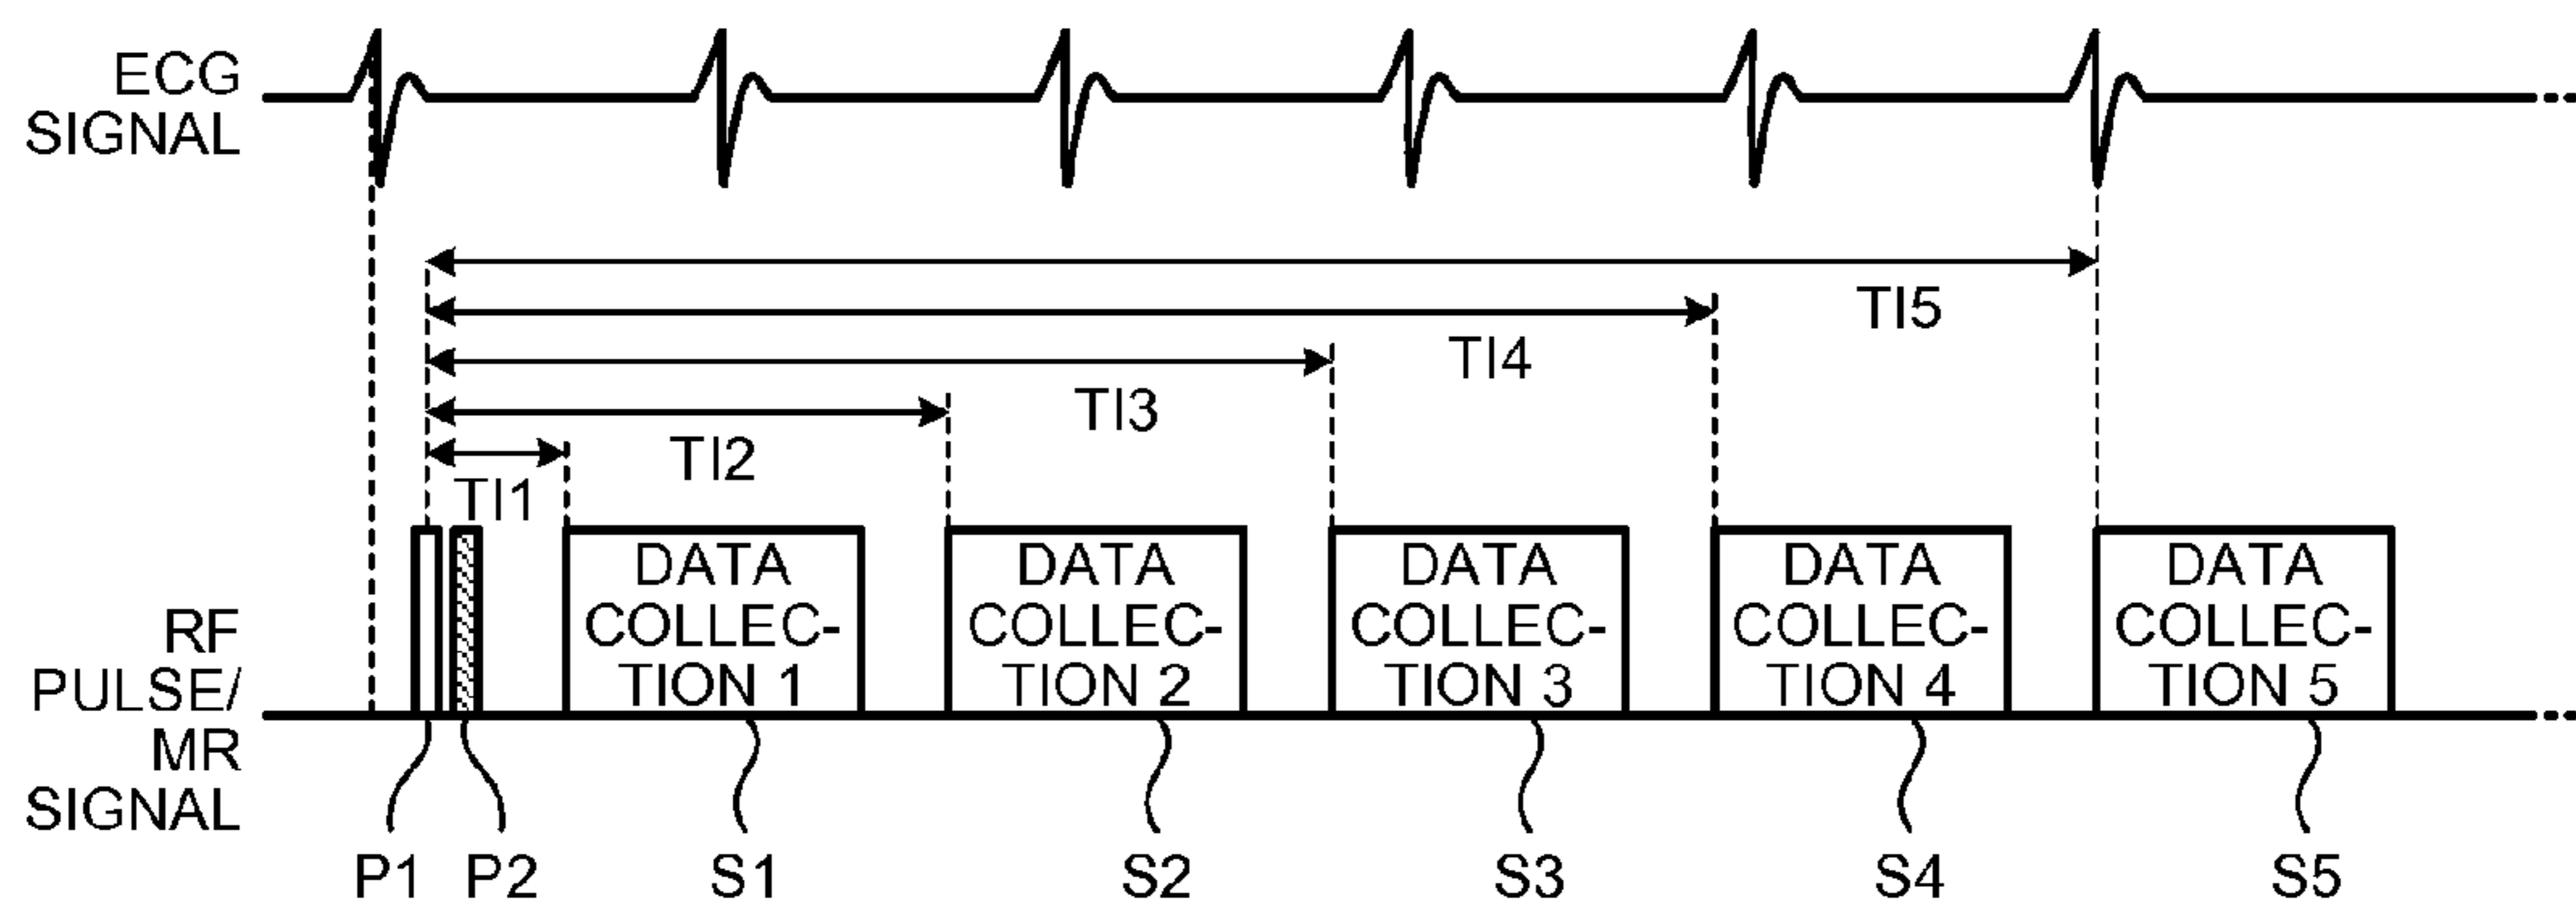 ECG
SIGNAL
TI5
TI4
TI3
TI2
TI1
DATA
COLLEC-
TION 1
DATA
COLLEC-
TION 2
DATA
COLLEC-
TION 3
DATA
COLLEC-
TION 4
DATA
COLLEC-
TION 5
RF
PULSE/
MR
SIGNAL
P1
P2
S1
S2
S3
S4
S5